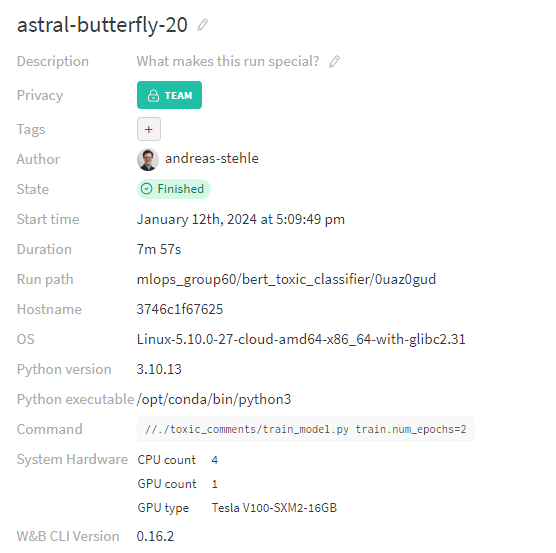 astral-butterfly-20
Description What makes this run special?
Privacy TEAM
Tags +
Author andreas-stehle
State Finished
Start time January 12th, 2024 at 5:09:49 pm
Duration 7m 57s
Run path mlops_group60/bert_toxic_classifier/0uaz0gud
Hostname 3746c1f67625
OS Linux-5.10.0-27-cloud-amd64-x86_64-with-glibc2.31
Python version 3.10.13
Python executable /opt/conda/bin/python3
Command //./toxic_comments/train_model.py train.num_epochs=2
System Hardware CPU count 4
GPU count 1
GPU type Tesla V100-SXM2-16GB
W&B CLI Version 0.16.2